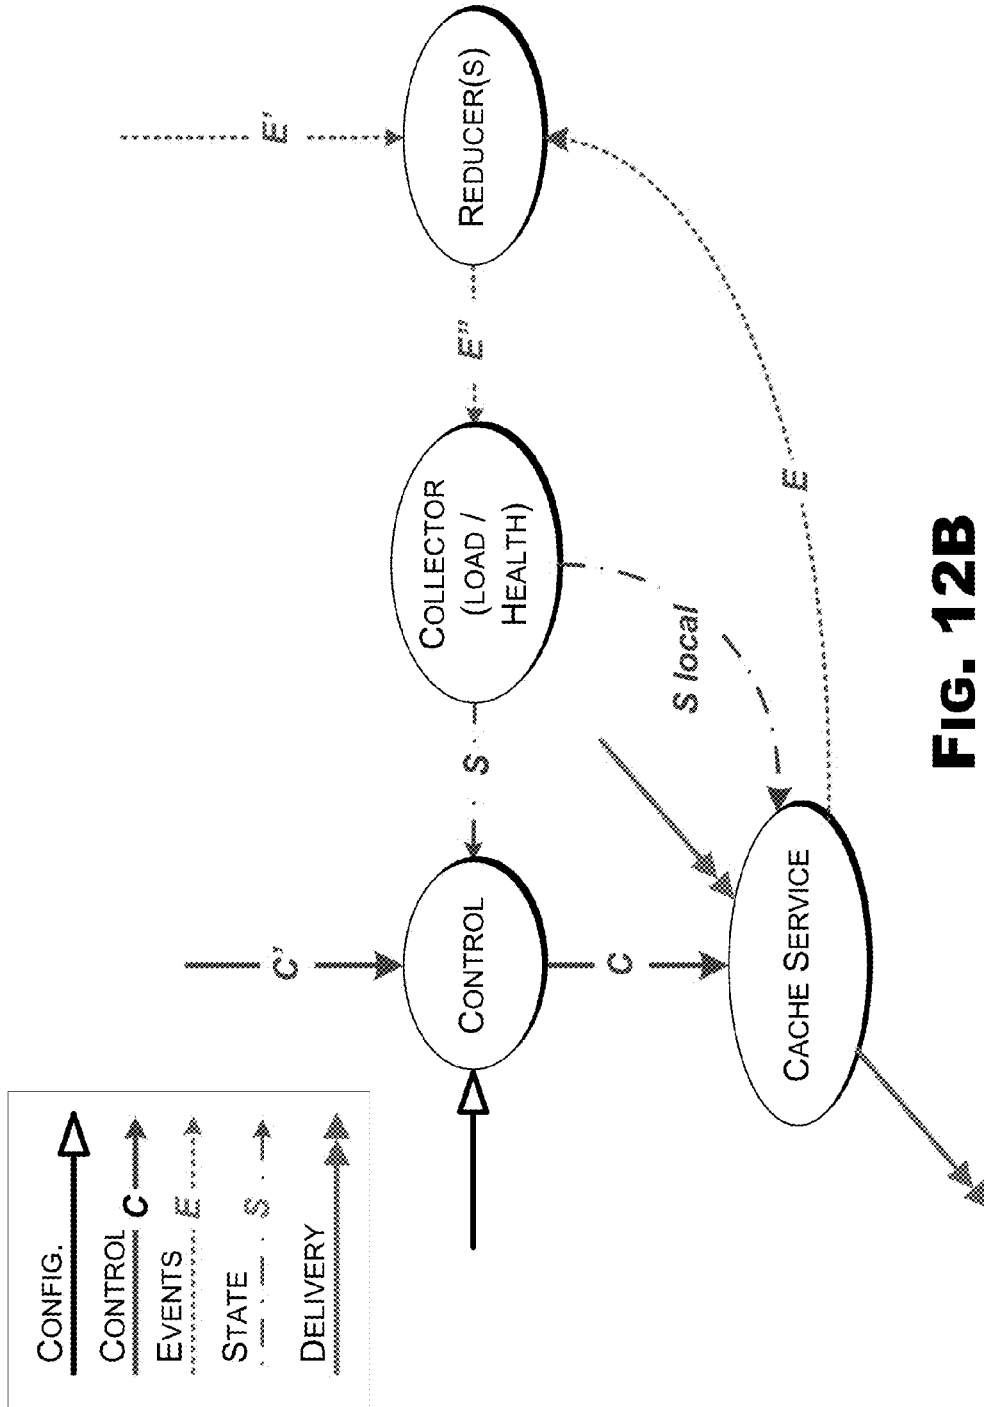 CONFIG.
CONTROL C
EVENTS E
STATE S
DELIVERY
C'
E'
CONTROL
S
COLLECTOR
(LOAD /
HEALTH)
E"
REDUCER(S)
C
S local
CACHE SERVICE
E
FIG. 12B